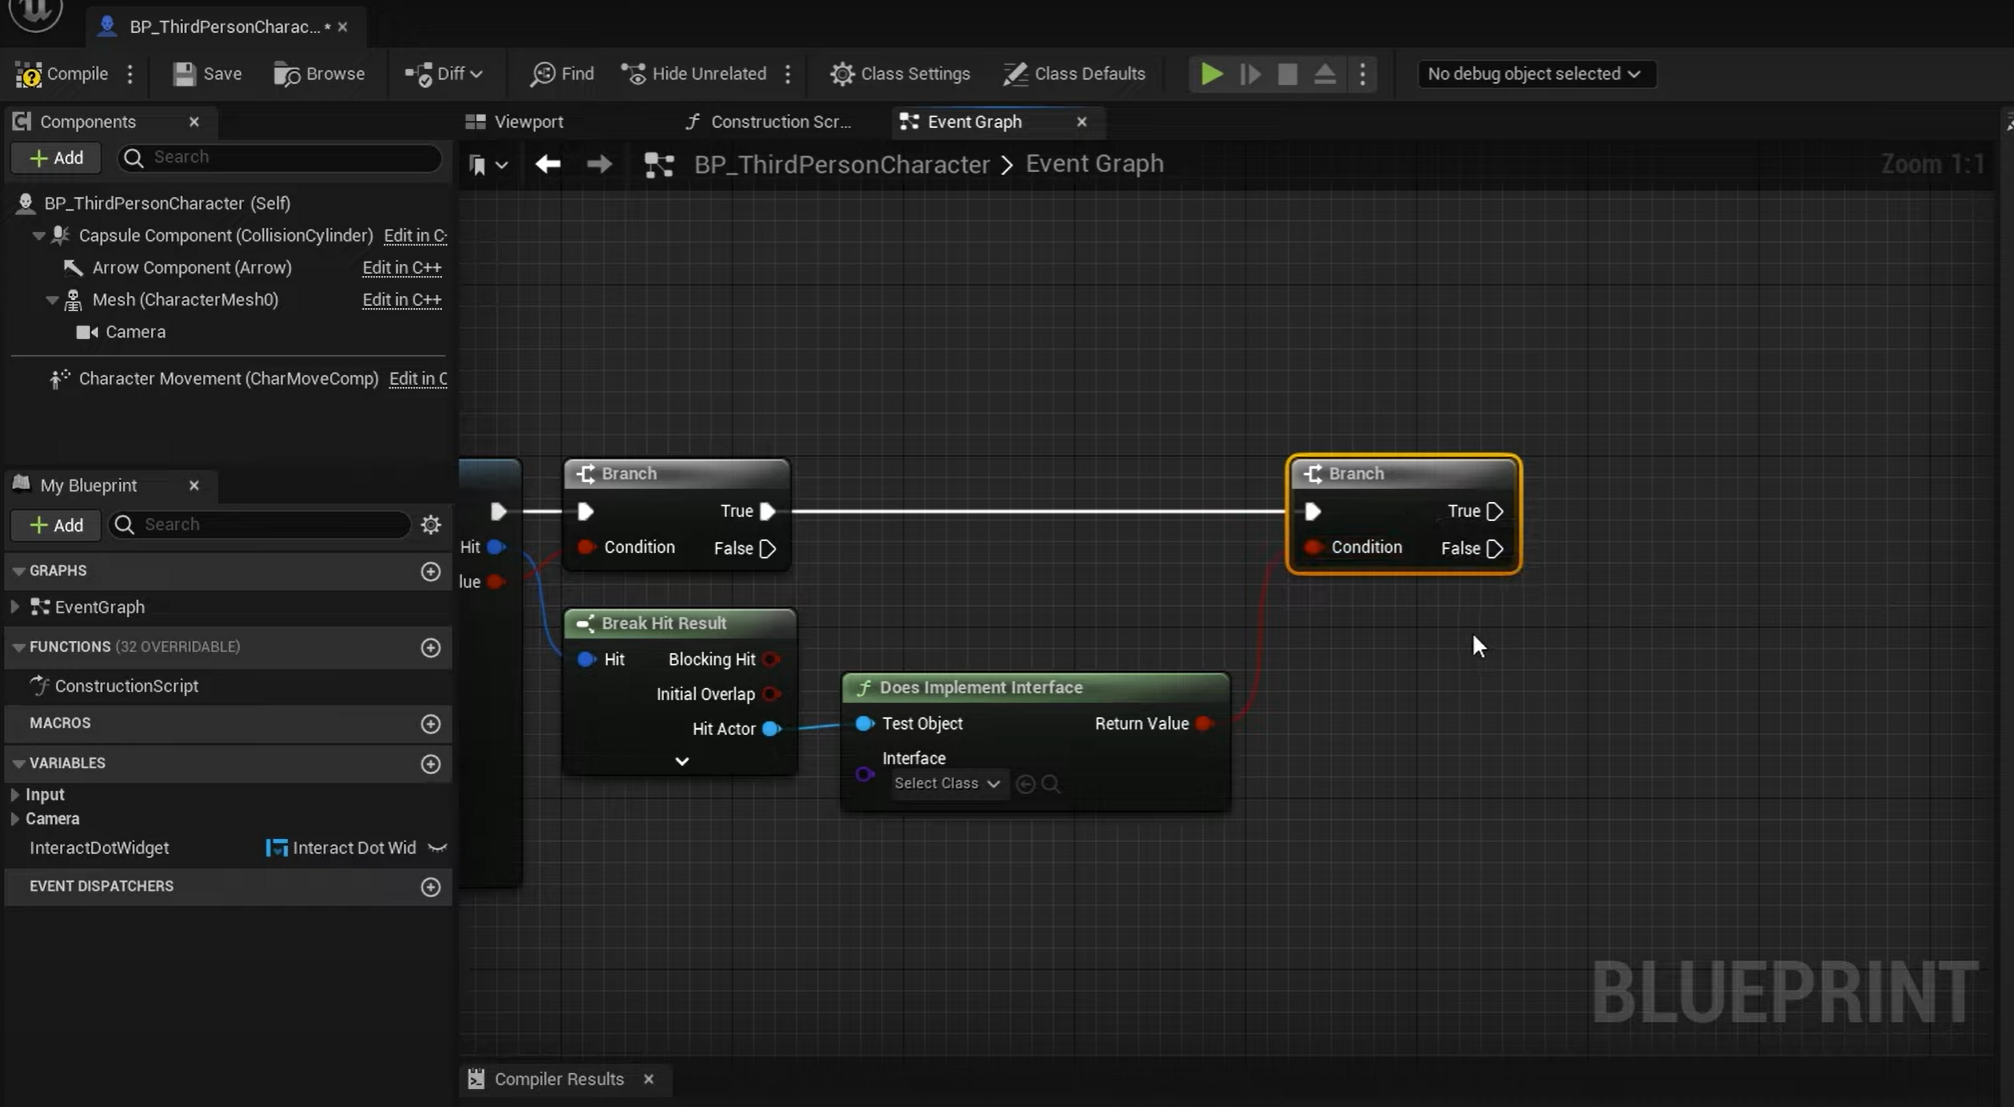 BP_ThirdPersonCharac... *
Compile
Save
Browse
Diff
Find
Hide Unrelated
Class Settings
Class Defaults
No debug object selected
Components
Viewport
Construction Scr...
Event Graph
Add
Search
BP_ThirdPersonCharacter > Event Graph
Zoom 1:1
BP_ThirdPersonCharacter (Self)
Capsule Component (CollisionCylinder) Edit in C
Arrow Component (Arrow) Edit in C++
Mesh (CharacterMesh0) Edit in C++
Camera
Character Movement (CharMoveComp) Edit in C
My Blueprint
Add
Search
GRAPHS
EventGraph
FUNCTIONS (32 OVERRIDABLE)
ConstructionScript
MACROS
VARIABLES
Input
Camera
InteractDotWidget Interact Dot Wid
EVENT DISPATCHERS
Hit
lue
Branch
True
Condition
False
Break Hit Result
Hit
Blocking Hit
Initial Overlap
Hit Actor
Does Implement Interface
Test Object
Return Value
Interface
Select Class
Branch
True
Condition
False
BLUEPRINT
Compiler Results